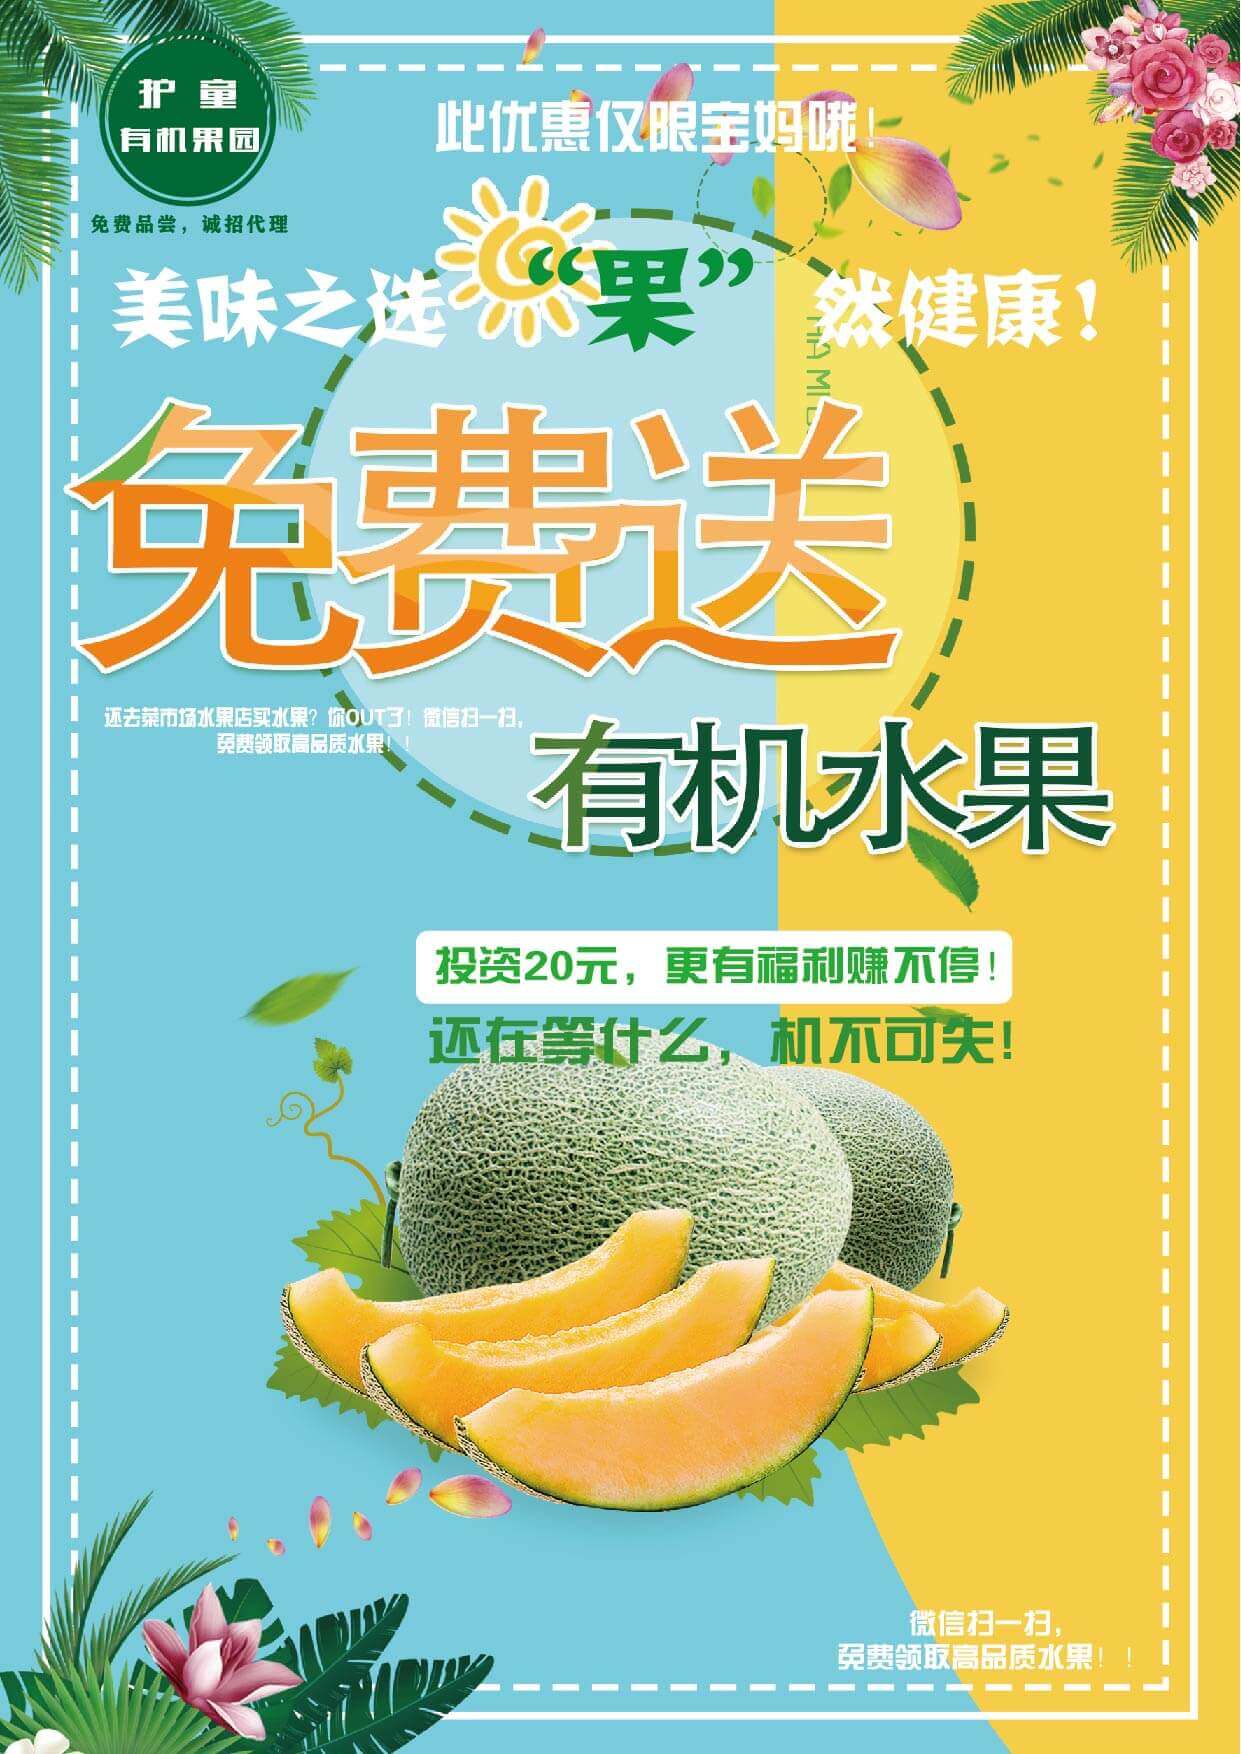 护 童
有机果园
免费品尝，诚招代理
此优惠仅限宝妈哦！
美味之选“果”然健康！
HAMI
免费送
还去菜市场水果店买水果？你OUT了！微信扫一扫，
免费领取高品质水果！！
有机水果
投资20元，更有福利赚不停！
还在等什么，机不可失！
微信扫一扫，
免费领取高品质水果！！